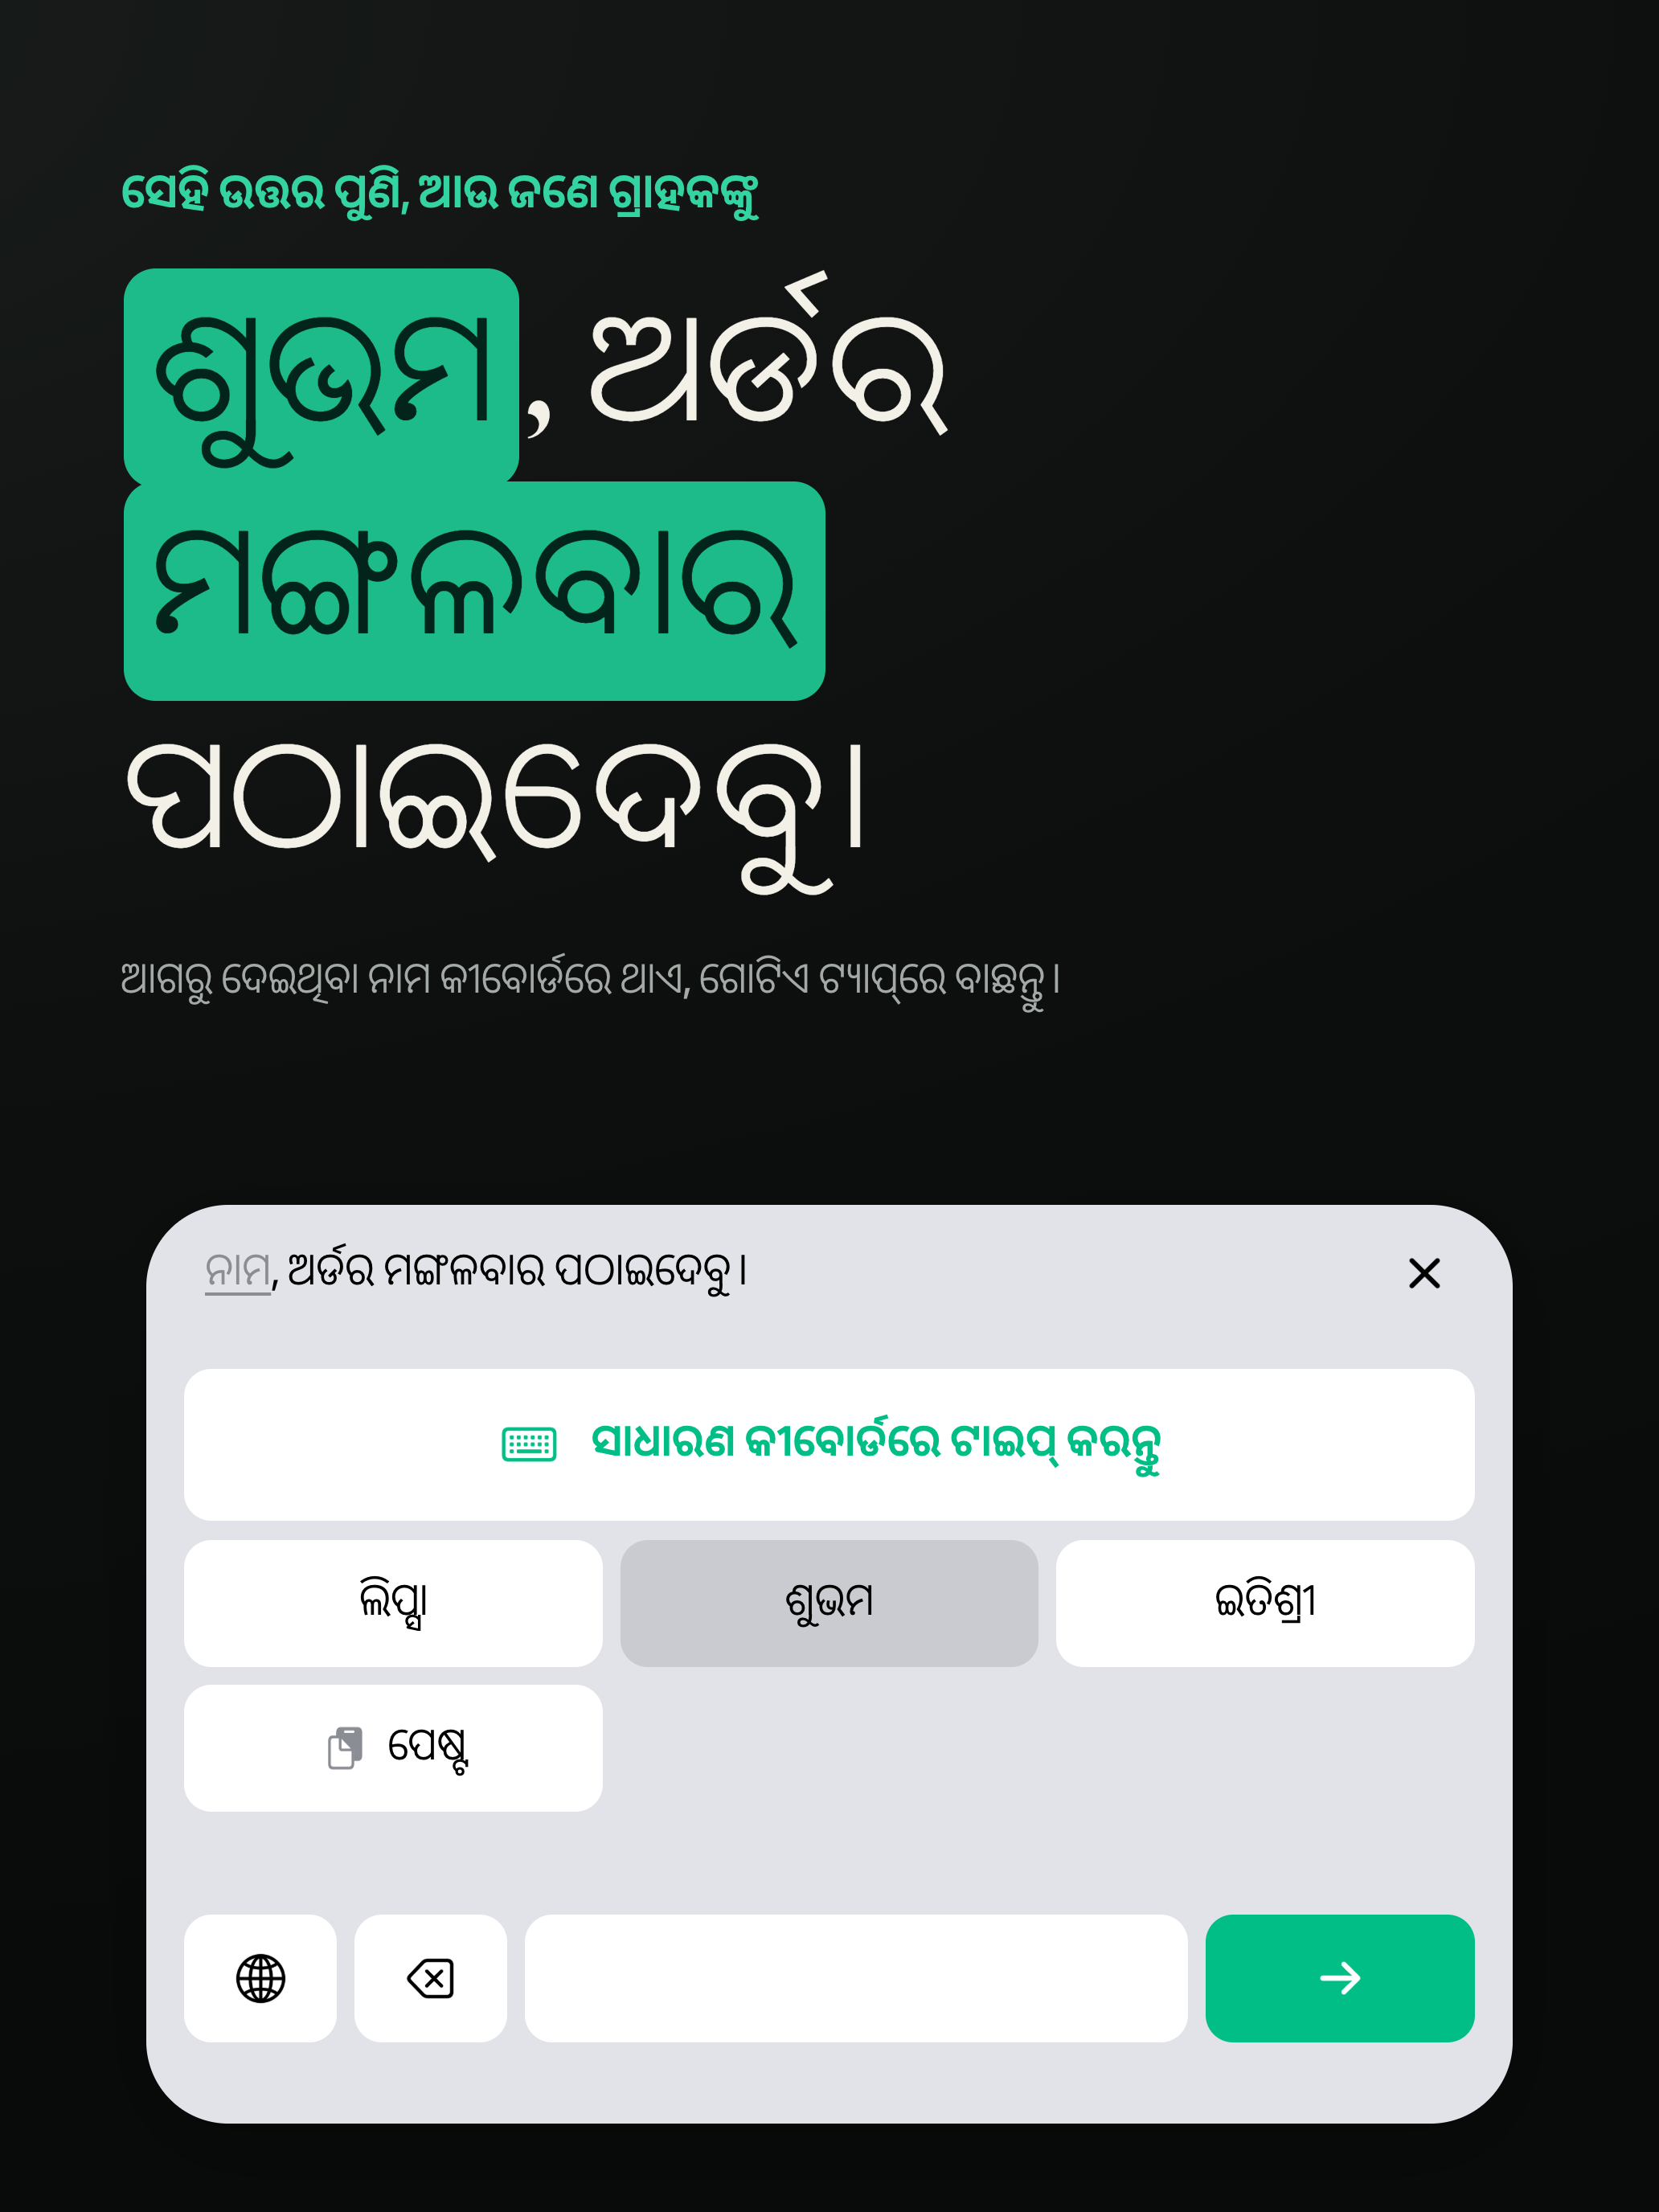 ସେହି ଉତ୍ତର ପୁଣି, ଆଉ ଜଣେ ଗ୍ରାହକଙ୍କୁ
ଶୁଭମ, ଅର୍ଡର
ମଙ୍ଗଳବାର
ପଠାଇଦେବୁ।
ଆଗରୁ ଦେଇଥିବା ନାମ କୀବୋର୍ଡରେ ଥାଏ, ଗୋଟିଏ ଟ୍ୟାପ୍‌ରେ ବାଛନ୍ତୁ।
ନାମ, ଅର୍ଡର ମଙ୍ଗଳବାର ପଠାଇଦେବୁ।
ସାଧାରଣ କୀବୋର୍ଡରେ ଟାଇପ୍ କରନ୍ତୁ
ଲିପ୍ସା
ଶୁଭମ
ଇତିଶ୍ରୀ
ପେଷ୍ଟ